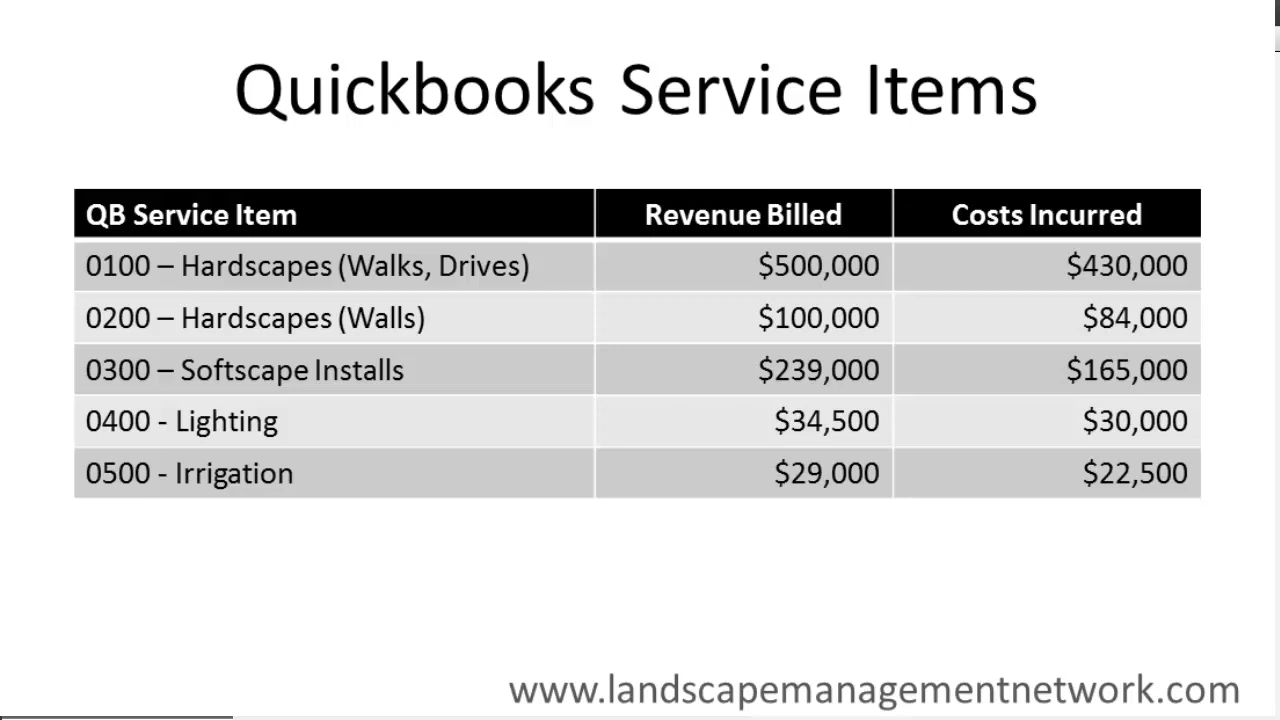 Quickbooks Service Items
QB Service Item Revenue Billed Costs Incurred
0100 – Hardscapes (Walks, Drives) $500,000 $430,000
0200 – Hardscapes (Walls) $100,000 $84,000
0300 – Softscape Installs $239,000 $165,000
0400 - Lighting $34,500 $30,000
0500 - Irrigation $29,000 $22,500
www.landscapemanagementnetwork.com